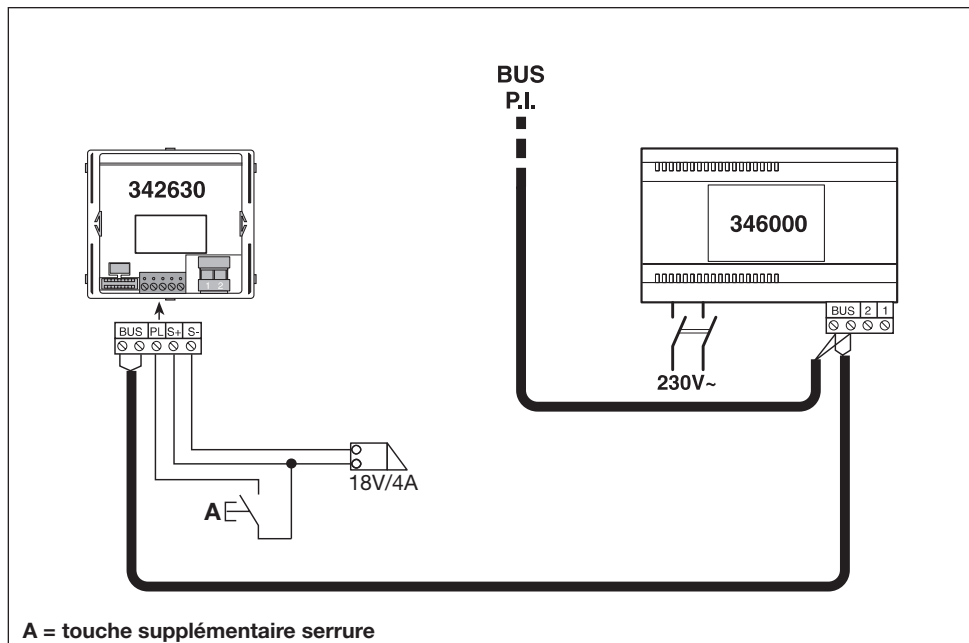 BUS
P.I.
342630
1 2
346000
BUS PL S+ S-
BUS 2 1
230V~
18V/4A
A
A = touche supplémentaire serrure